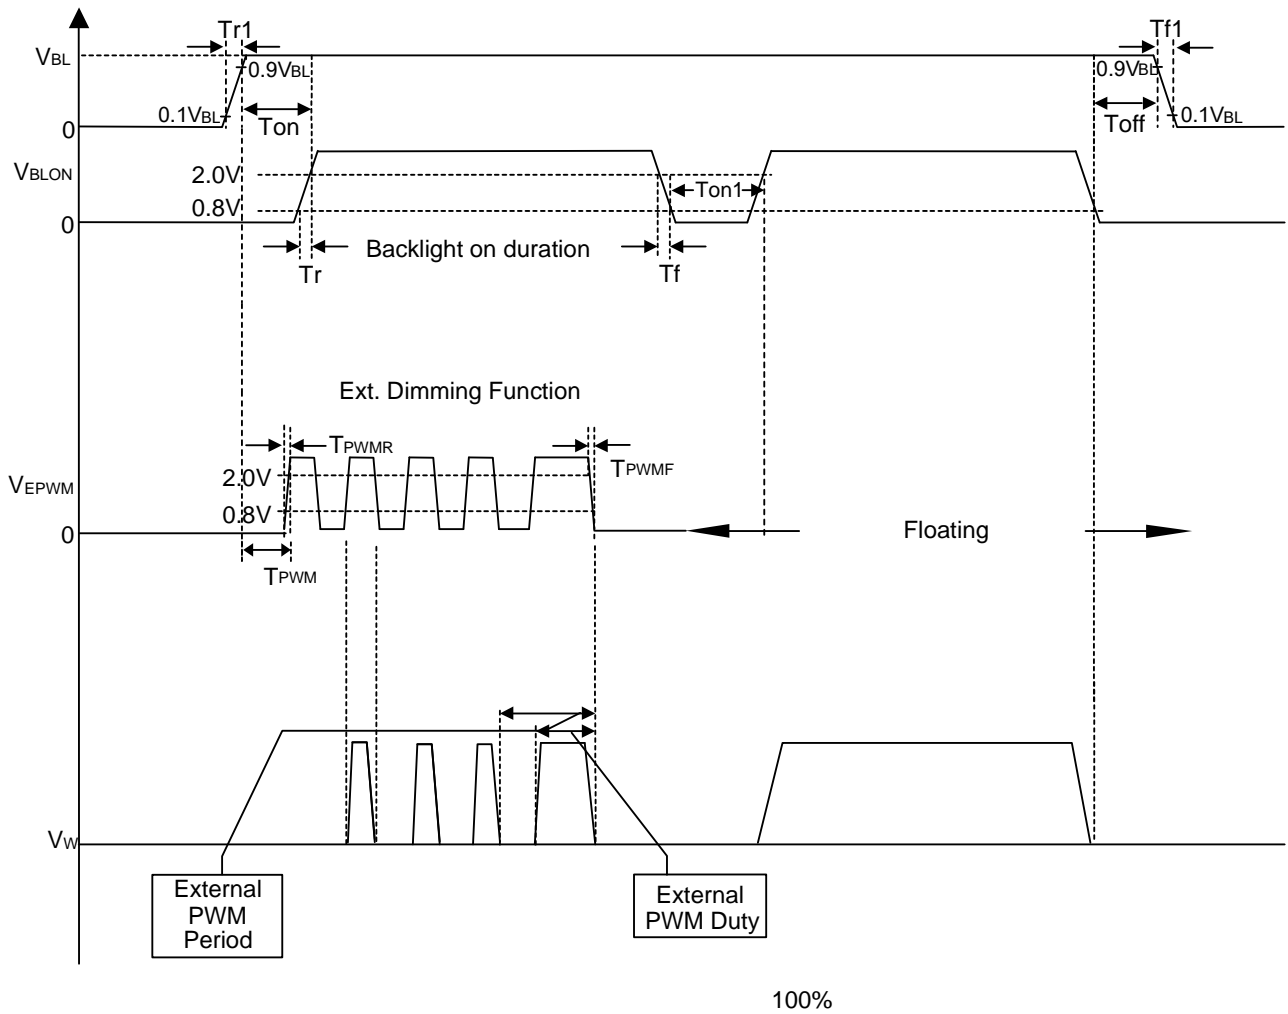 Tr1
Tf1
VBL
0.9VBL
0.9VBL
0.1VBL
0.1VBL
0
Ton
Toff
VBLON
2.0V
Ton1
0.8V
0
Backlight on duration
Tr
Tf
Ext. Dimming Function
TPWMR
TPWMF
2.0V
VEPWM
0.8V
0
Floating
TPWM
VW
External
PWM
Period
External
PWM Duty
100%